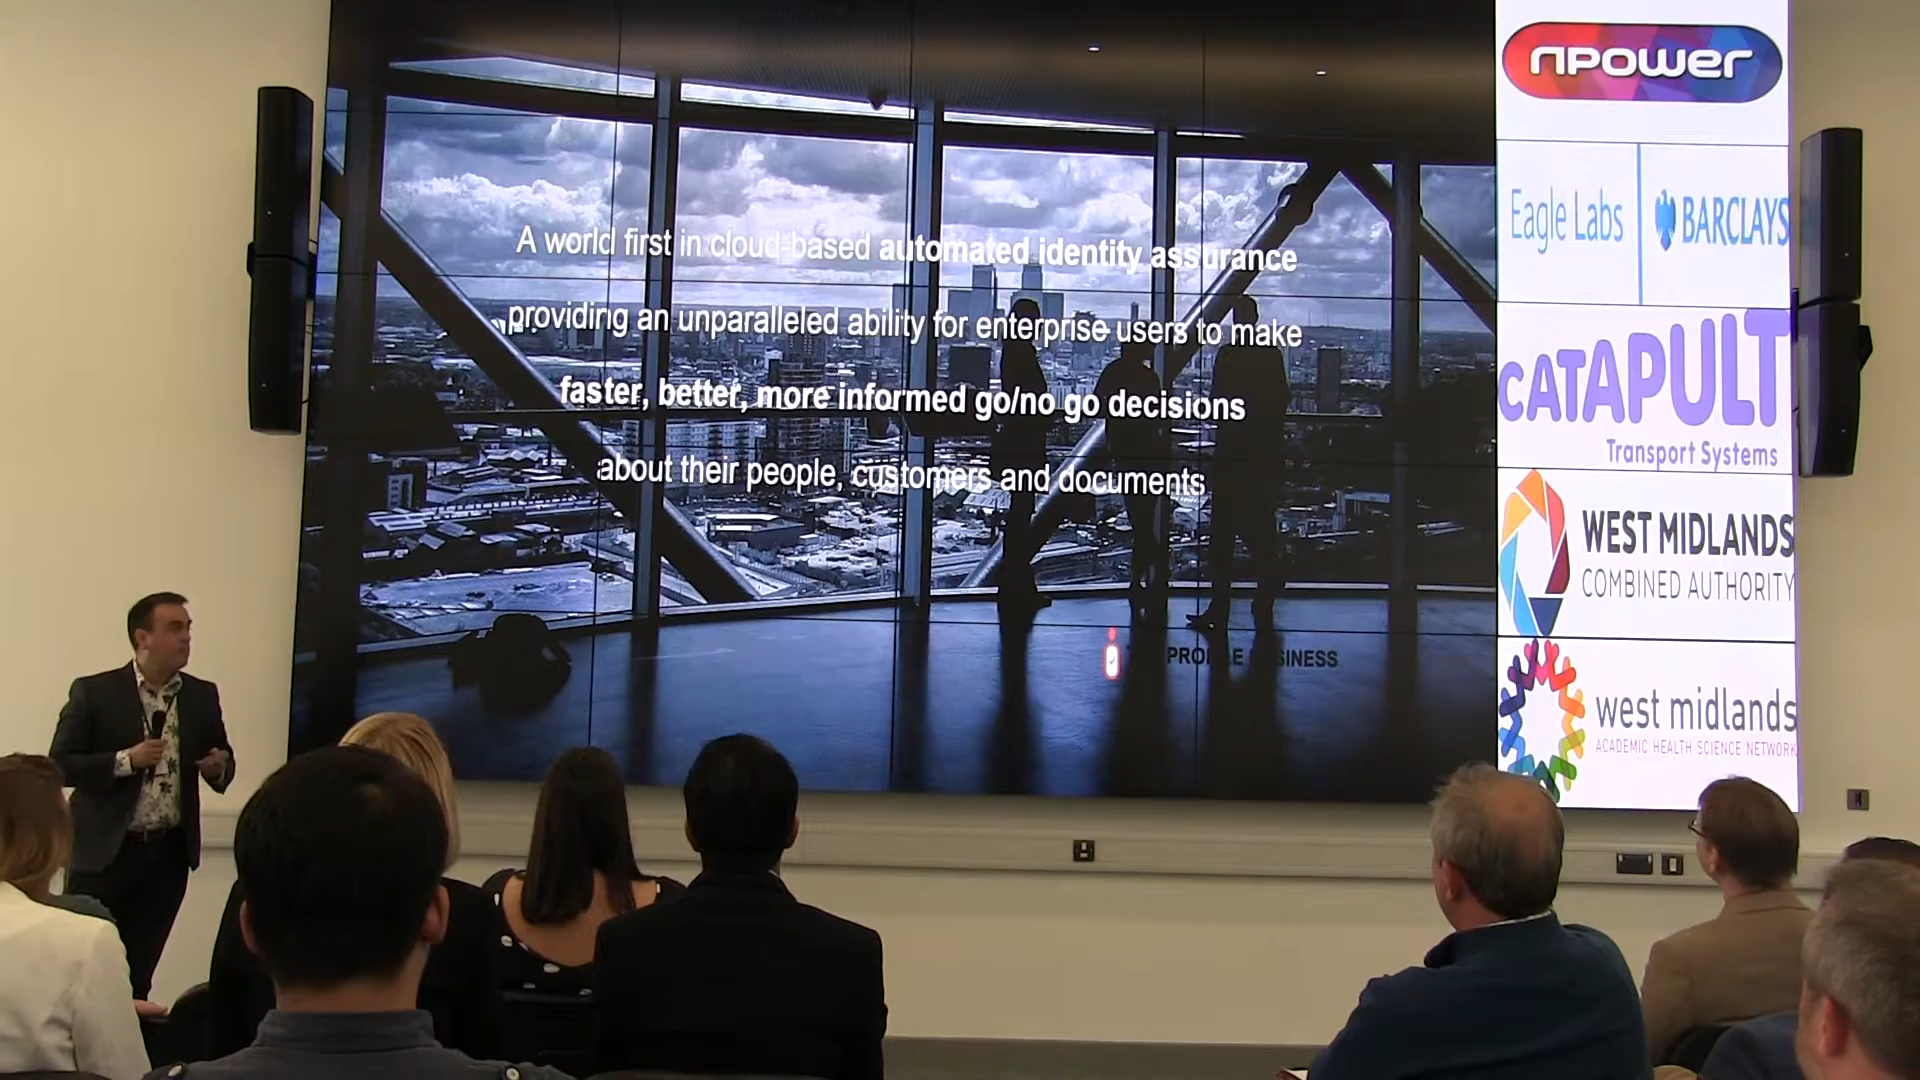 A world first in cloud-based automated identity assurance
providing an unparalleled ability for enterprise users to make
faster, better, more informed go/no go decisions
about their people, customers and documents
npower
Eagle Labs
BARCLAYS
CATAPULT
Transport Systems
WEST MIDLANDS
COMBINED AUTHORITY
west midlands
ACADEMIC HEALTH SCIENCE NETWORK